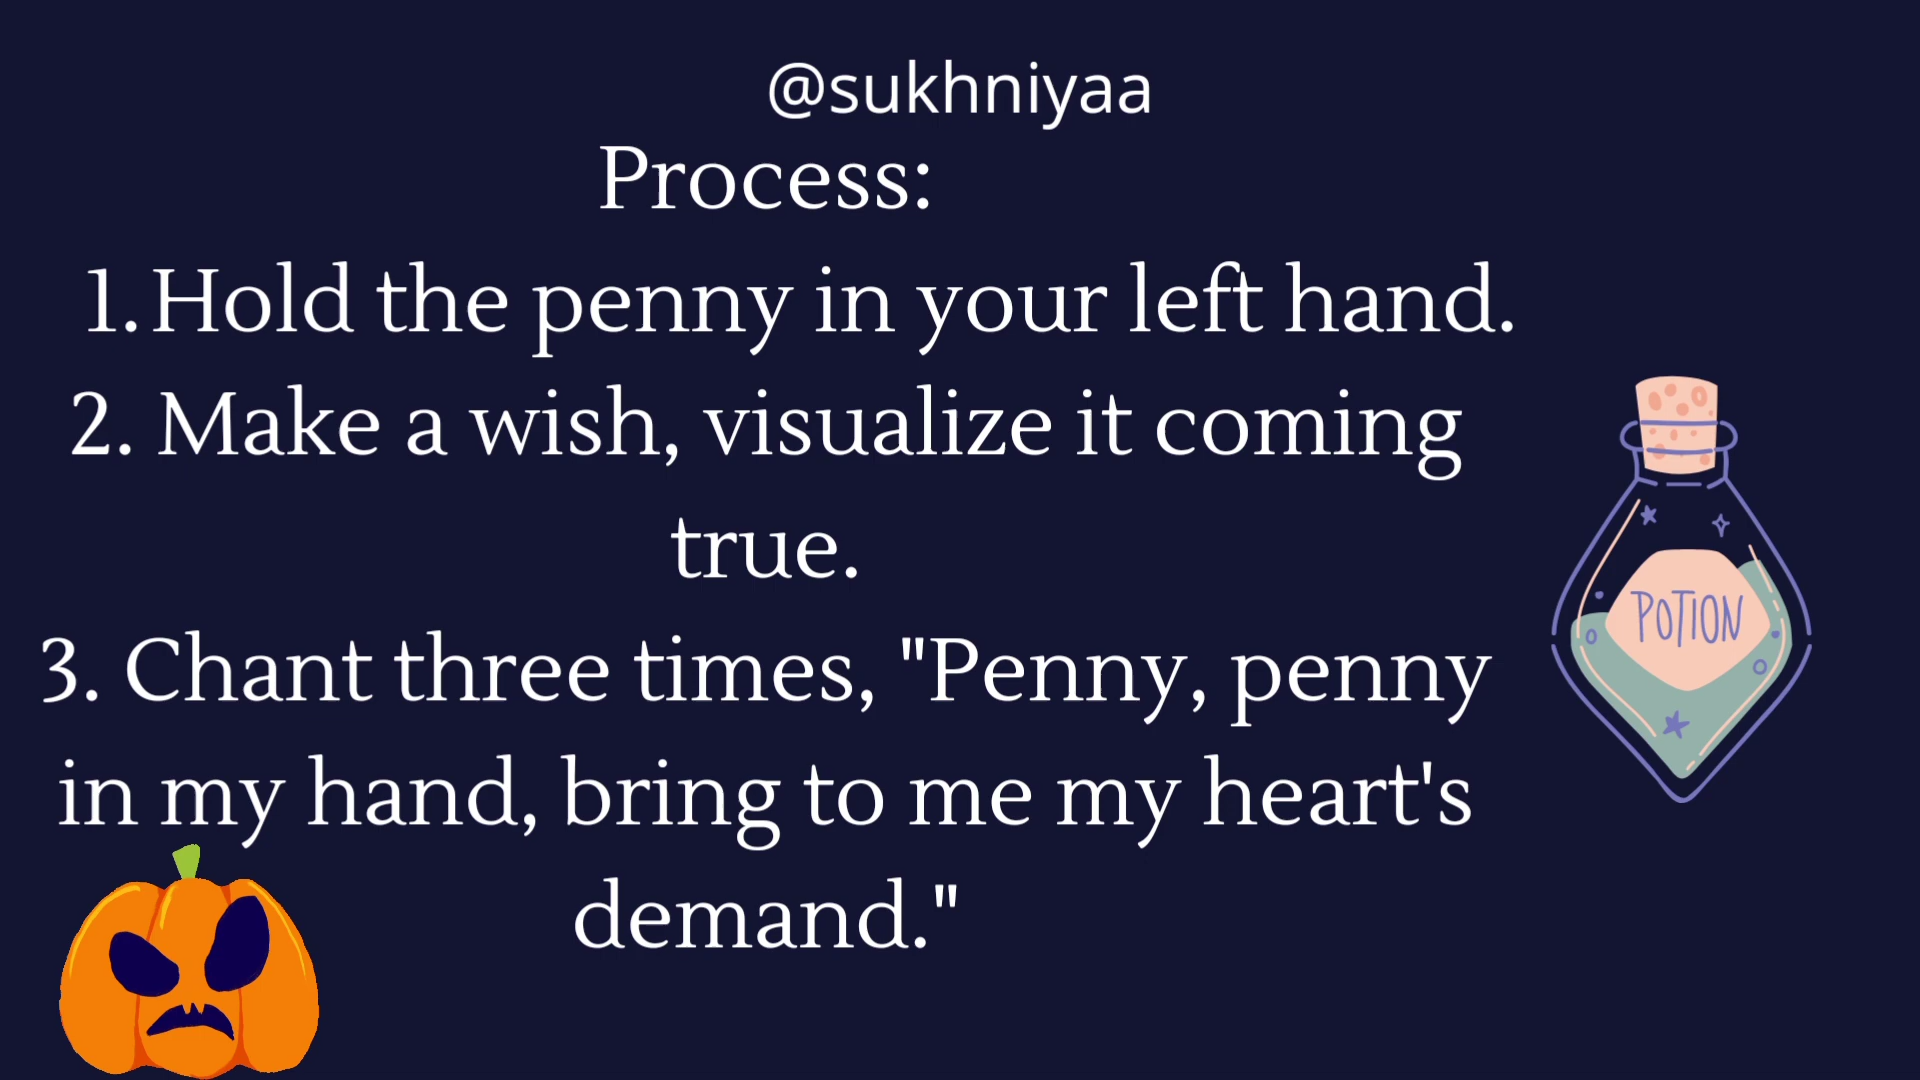 @sukhniyaa
Process:
1. Hold the penny in your left hand.
2. Make a wish, visualize it coming
true.
3. Chant three times, "Penny, penny
in my hand, bring to me my heart's
demand."
POTION